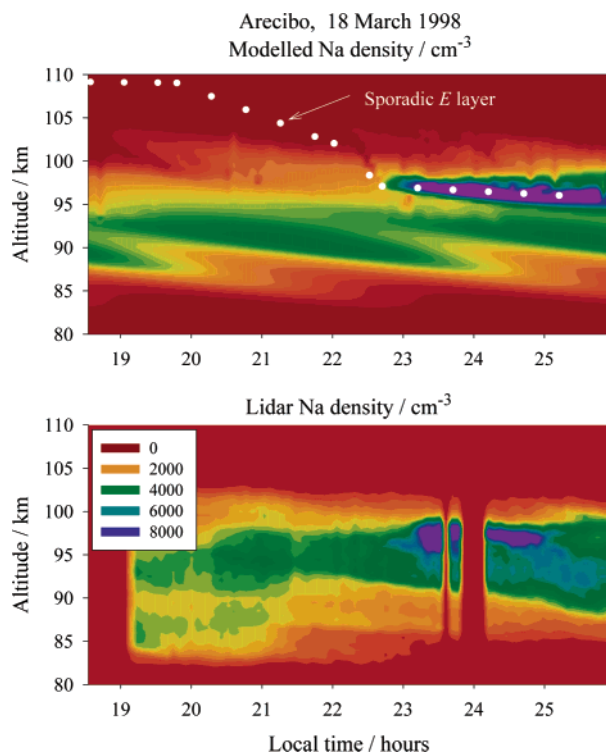 Arecibo, 18 March 1998
Modelled Na density / cm⁻³
110
105
100
95
90
85
80
Altitude / km
Sporadic E layer
19 20 21 22 23 24 25
Lidar Na density / cm⁻³
110
105
100
95
90
85
80
Altitude / km
0
2000
4000
6000
8000
19 20 21 22 23 24 25
Local time / hours